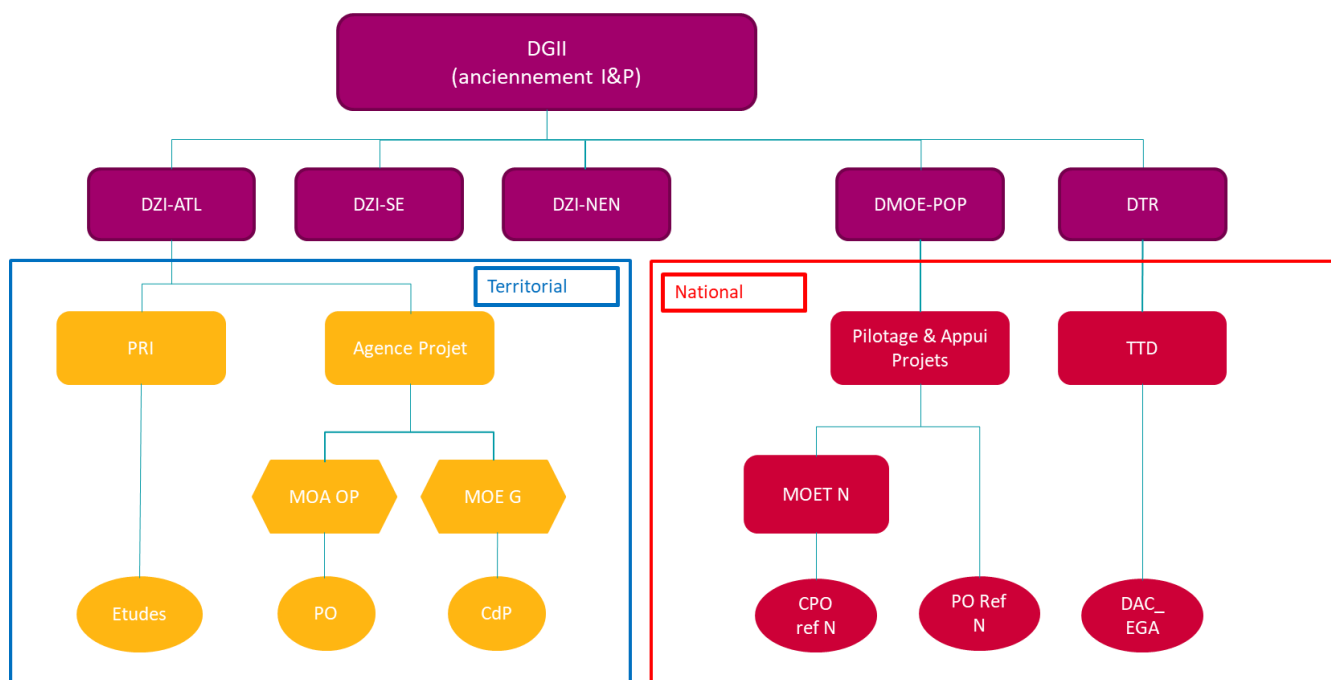 DGII
(anciennement I&P)
DZI-ATL
DZI-SE
DZI-NEN
DMOE-POP
DTR
Territorial
National
PRI
Agence Projet
Pilotage & Appui
Projets
TTD
MOA OP
MOE G
MOET N
Etudes
PO
CdP
CPO
ref N
PO Ref
N
DAC_
EGA